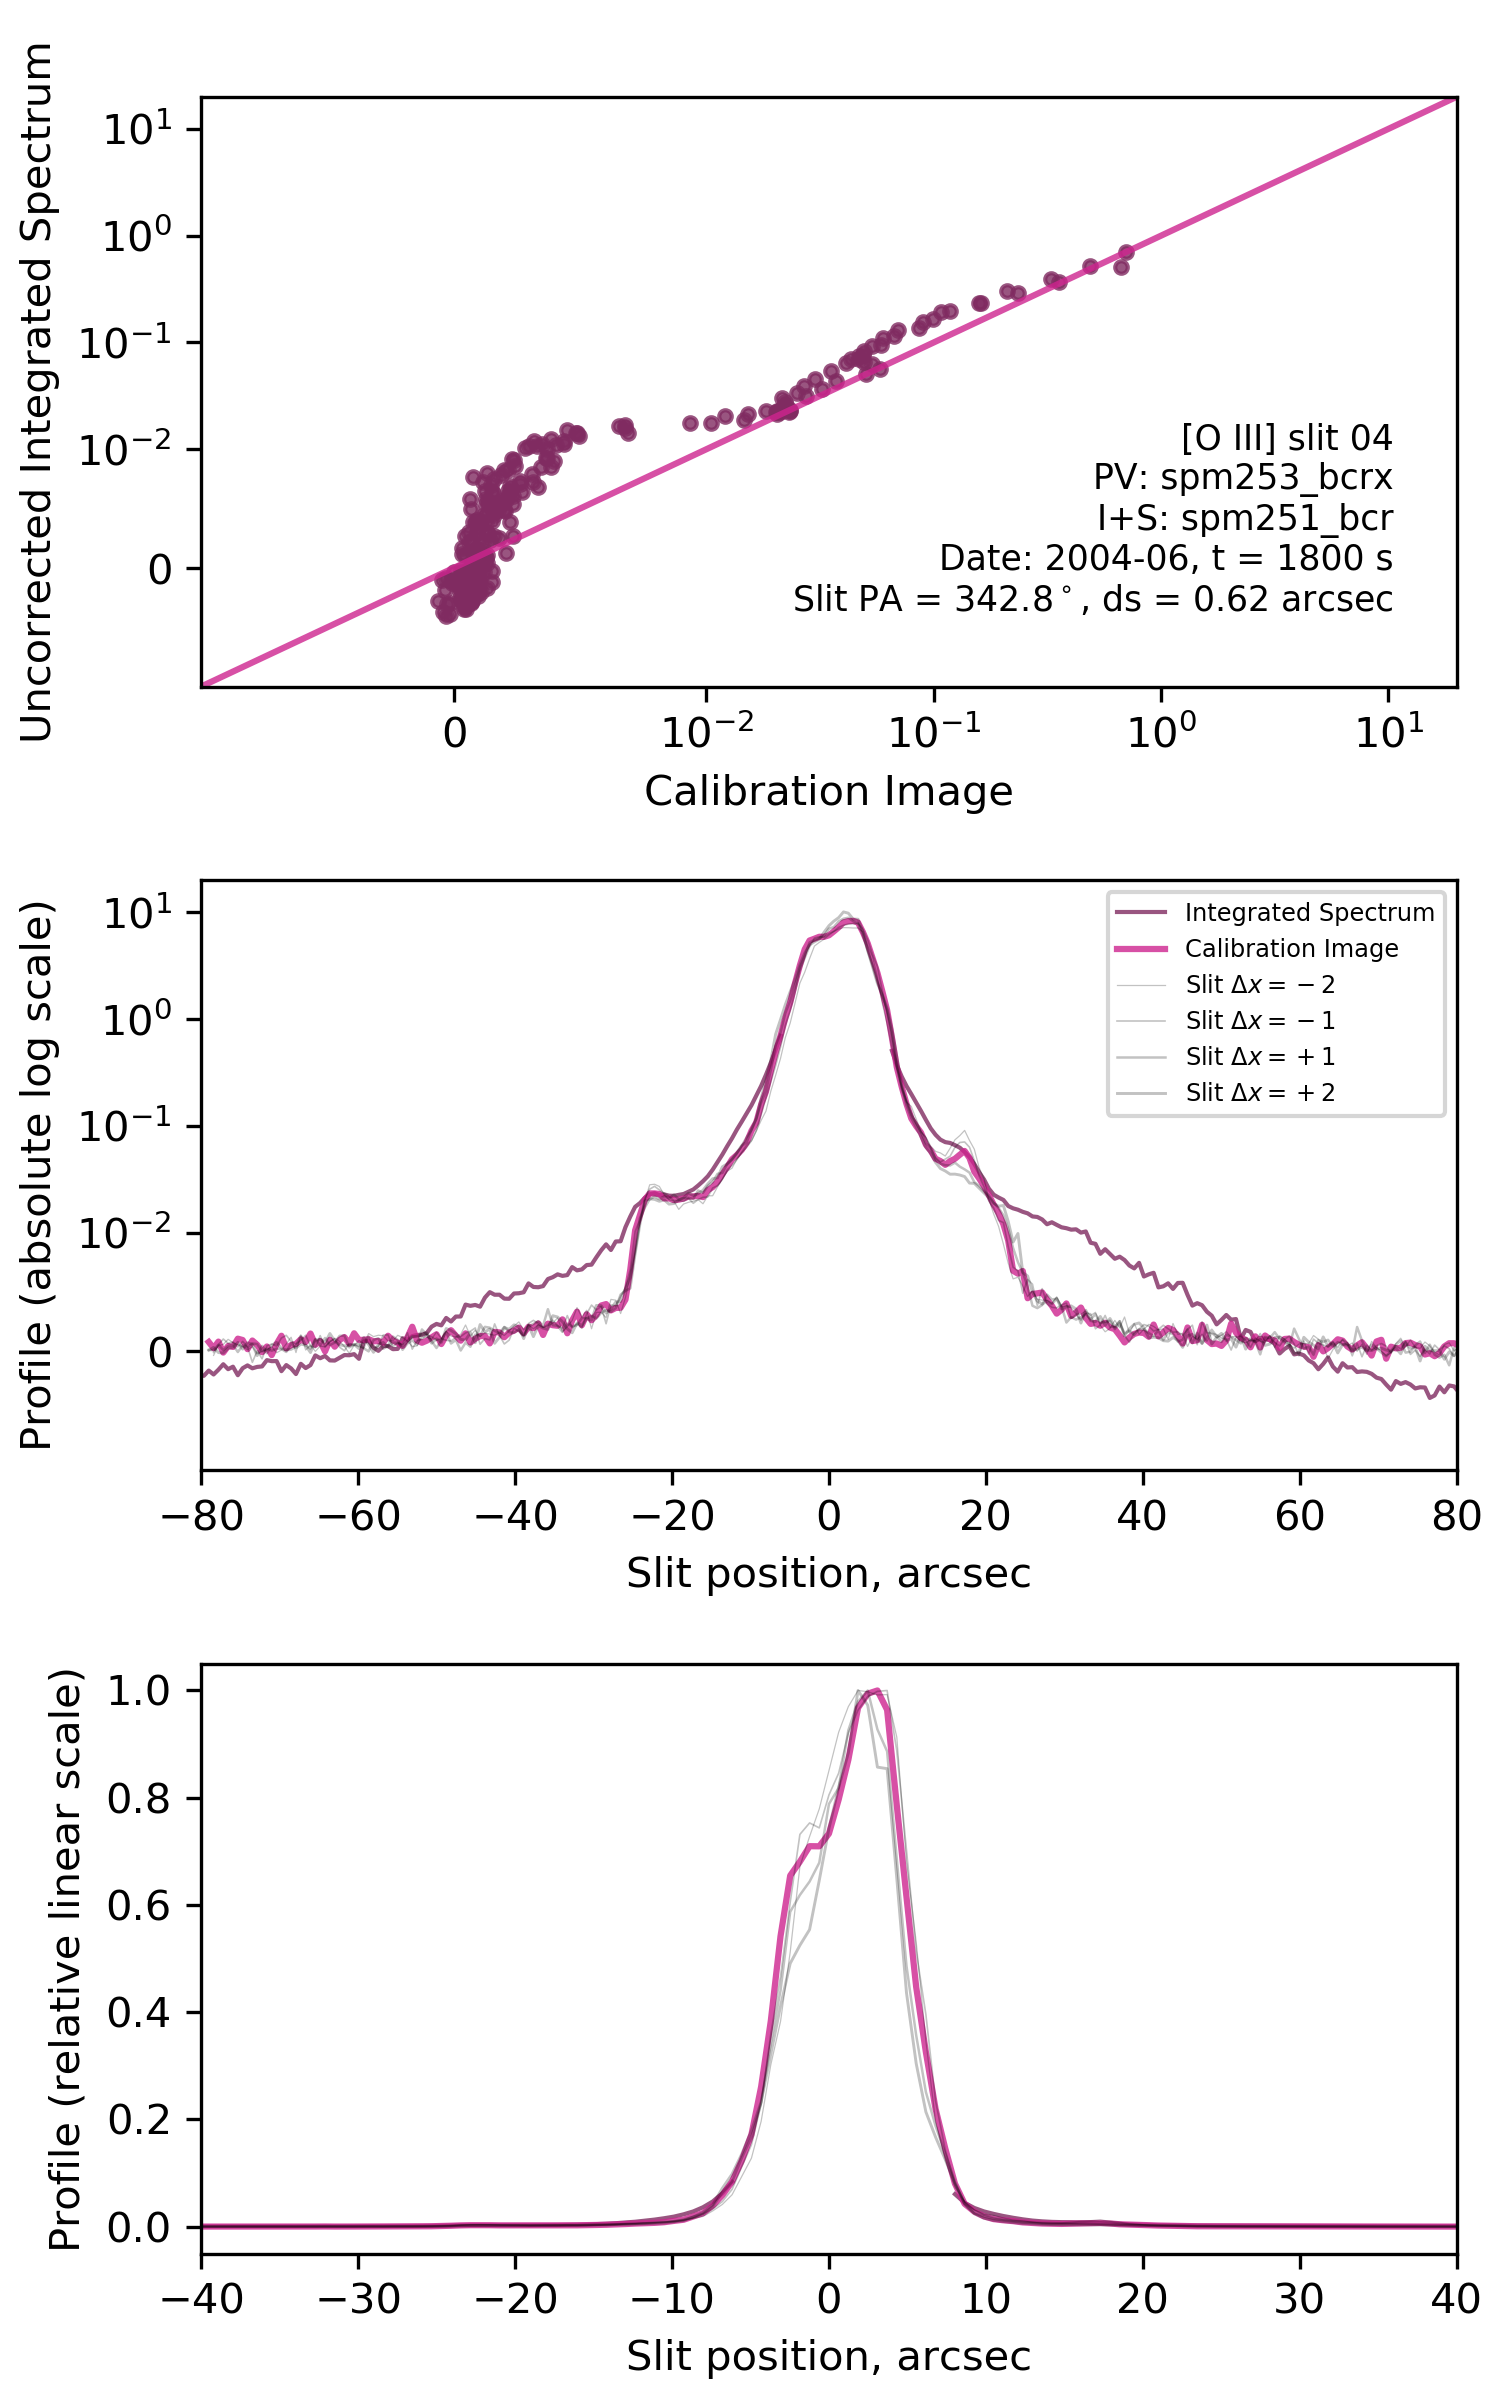 Uncorrected Integrated Spectrum
10¹
10⁰
10⁻¹
10⁻²
0
[O III] slit 04
PV: spm253_bcrx
I+S: spm251_bcr
Date: 2004-06, t = 1800 s
Slit PA = 342.8°, ds = 0.62 arcsec
0 10⁻² 10⁻¹ 10⁰ 10¹
Calibration Image
Profile (absolute log scale)
10¹
10⁰
10⁻¹
10⁻²
0
Integrated Spectrum
Calibration Image
Slit Δx = −2
Slit Δx = −1
Slit Δx = +1
Slit Δx = +2
−80 −60 −40 −20 0 20 40 60 80
Slit position, arcsec
Profile (relative linear scale)
1.0
0.8
0.6
0.4
0.2
0.0
−40 −30 −20 −10 0 10 20 30 40
Slit position, arcsec